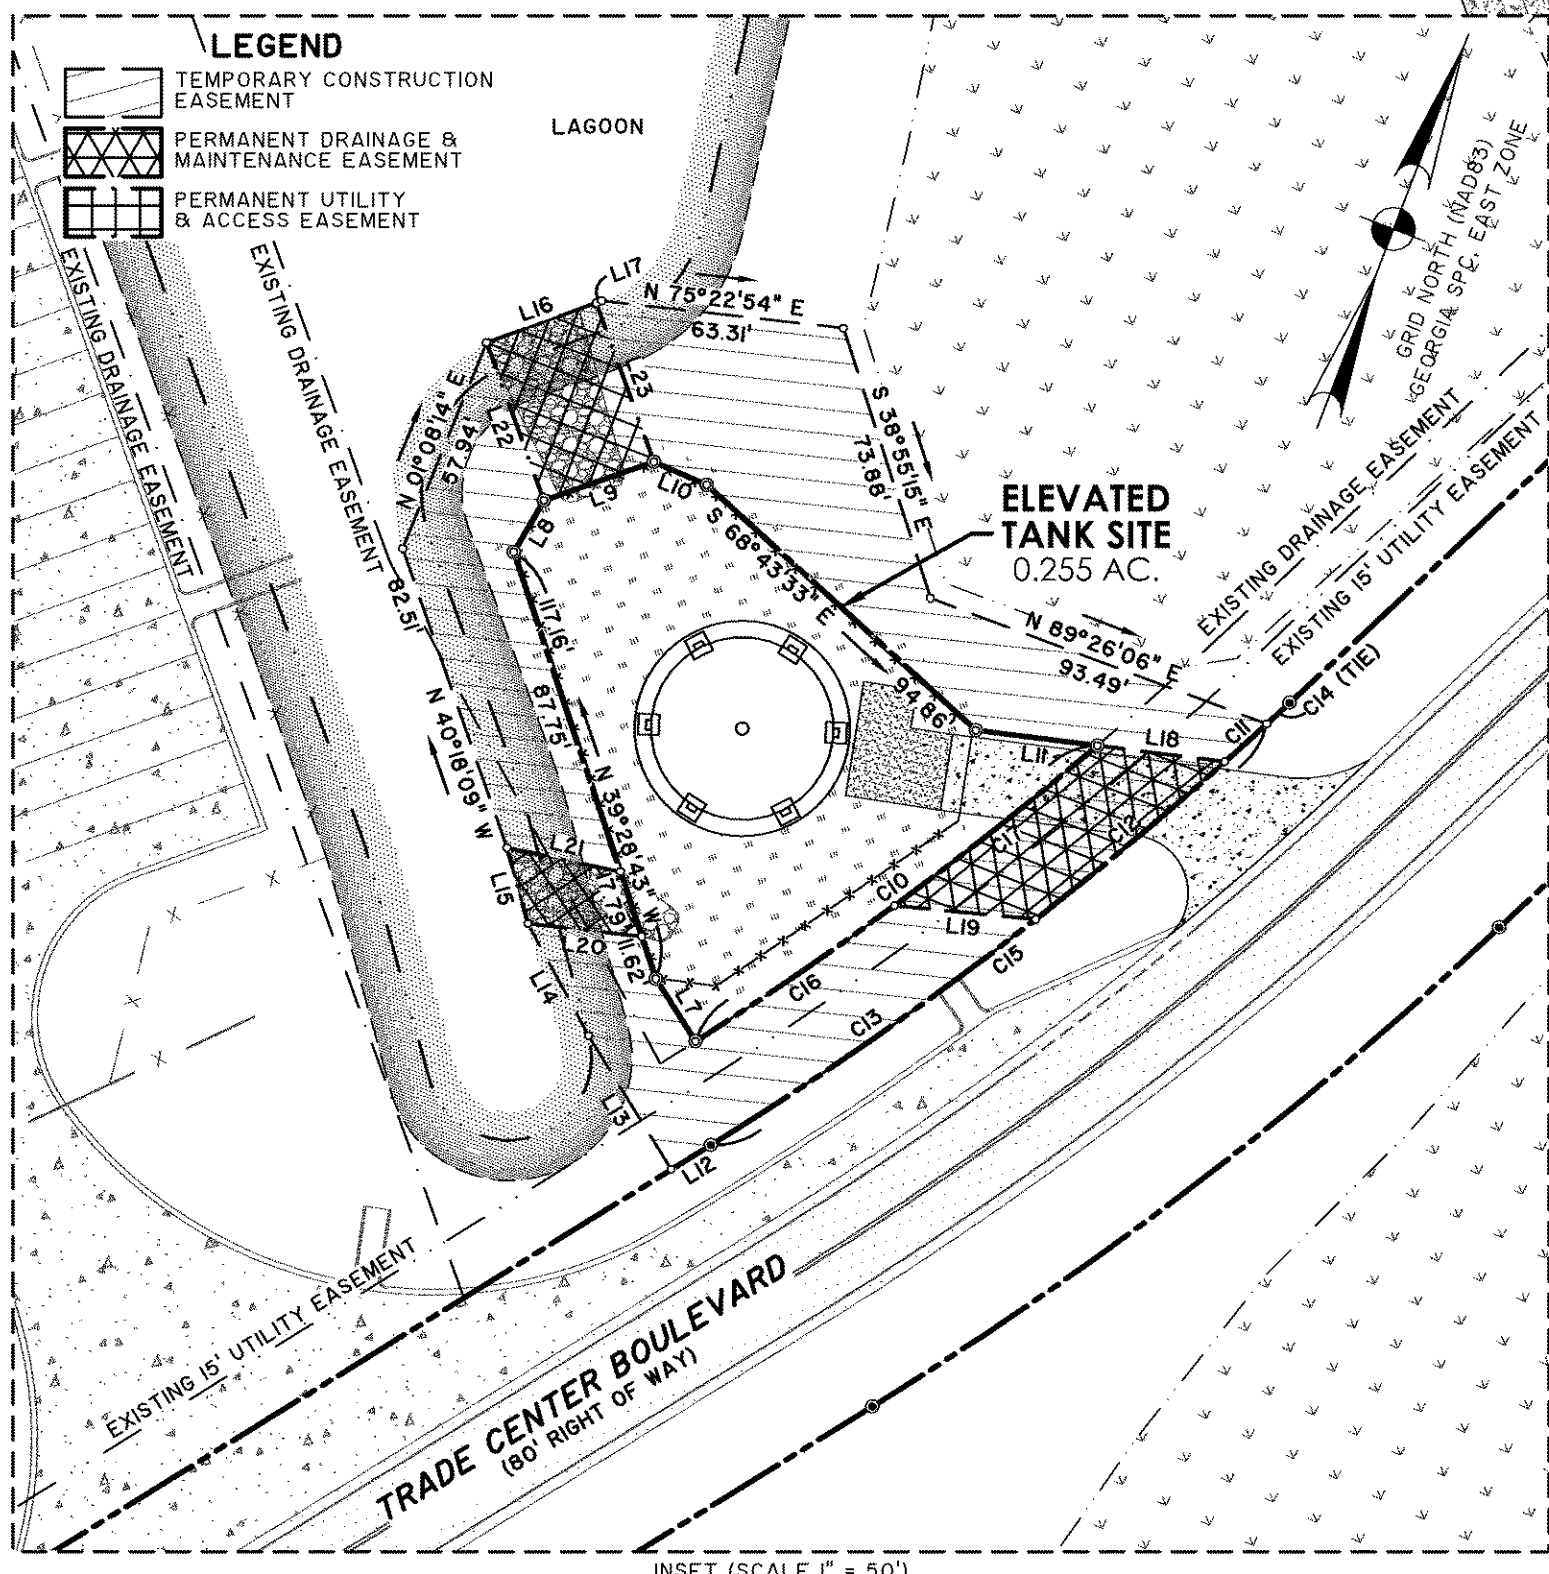 LEGEND
TEMPORARY CONSTRUCTION
EASEMENT
PERMANENT DRAINAGE &
MAINTENANCE EASEMENT
PERMANENT UTILITY
& ACCESS EASEMENT
LAGOON
GRID NORTH (NAD83)
GEORGIA SPC, EAST ZONE
EXISTING DRAINAGE EASEMENT
EXISTING DRAINAGE EASEMENT
L17
L16
N 75°22'54" E
63.31'
N 01°08'14" E
57.94'
L22
L23
S 38°55'15" E
73.88'
L9
L10
L8
S 68°43'33" E
94.86'
ELEVATED
TANK SITE
0.255 AC.
EXISTING DRAINAGE EASEMENT
EXISTING 15' UTILITY EASEMENT
82.51'
N 40°18'09" W
117.16'
87.75'
N 39°28'43" W
17.79'
11.62'
N 89°26'06" E
93.49'
C14 (TIE)
C11
L18
L11
C17
C12
C10
L19
C15
L21
L15
L20
L14
L7
C16
C13
L13
L12
EXISTING 15' UTILITY EASEMENT
TRADE CENTER BOULEVARD
(80' RIGHT OF WAY)
INSET (SCALE 1" = 50')